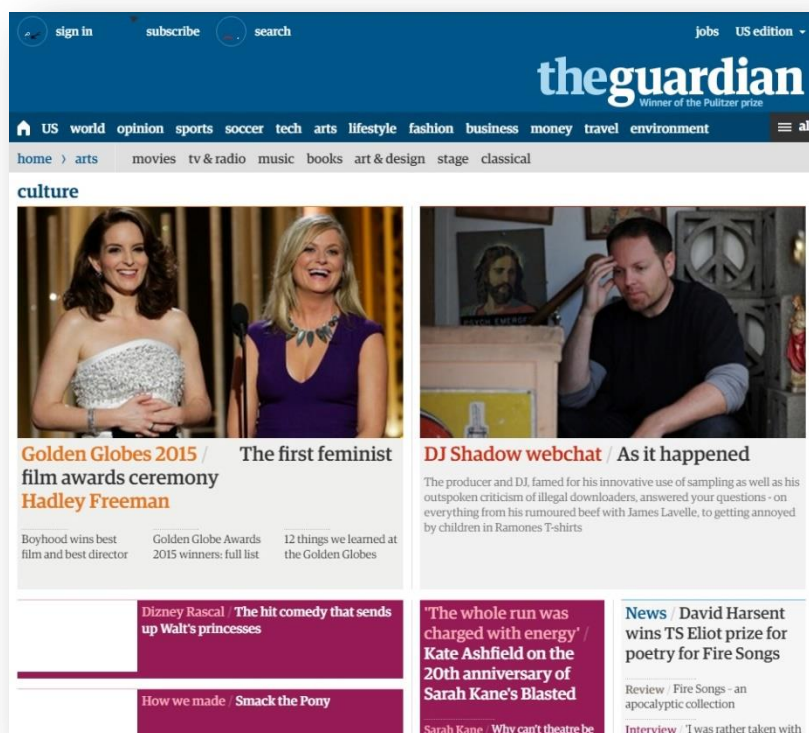 sign in subscribe search jobs US edition
theguardian
Winner of the Pulitzer prize
US world opinion sports soccer tech arts lifestyle fashion business money travel environment
home › arts movies tv & radio music books art & design stage classical
culture
PSYCH EMERGE
Golden Globes 2015 / The first feminist
film awards ceremony
Hadley Freeman
Boyhood wins best
film and best director
Golden Globe Awards
2015 winners: full list
12 things we learned at
the Golden Globes
DJ Shadow webchat / As it happened
The producer and DJ, famed for his innovative use of sampling as well as his
outspoken criticism of illegal downloaders, answered your questions - on
everything from his rumoured beef with James Lavelle, to getting annoyed
by children in Ramones T-shirts
Dizney Rascal / The hit comedy that sends
up Walt's princesses
How we made / Smack the Pony
'The whole run was
charged with energy' /
Kate Ashfield on the
20th anniversary of
Sarah Kane's Blasted
Sarah Kane / Why can't theatre be
News / David Harsent
wins TS Eliot prize for
poetry for Fire Songs
Review / Fire Songs - an
apocalyptic collection
Interview / 'I was rather taken with